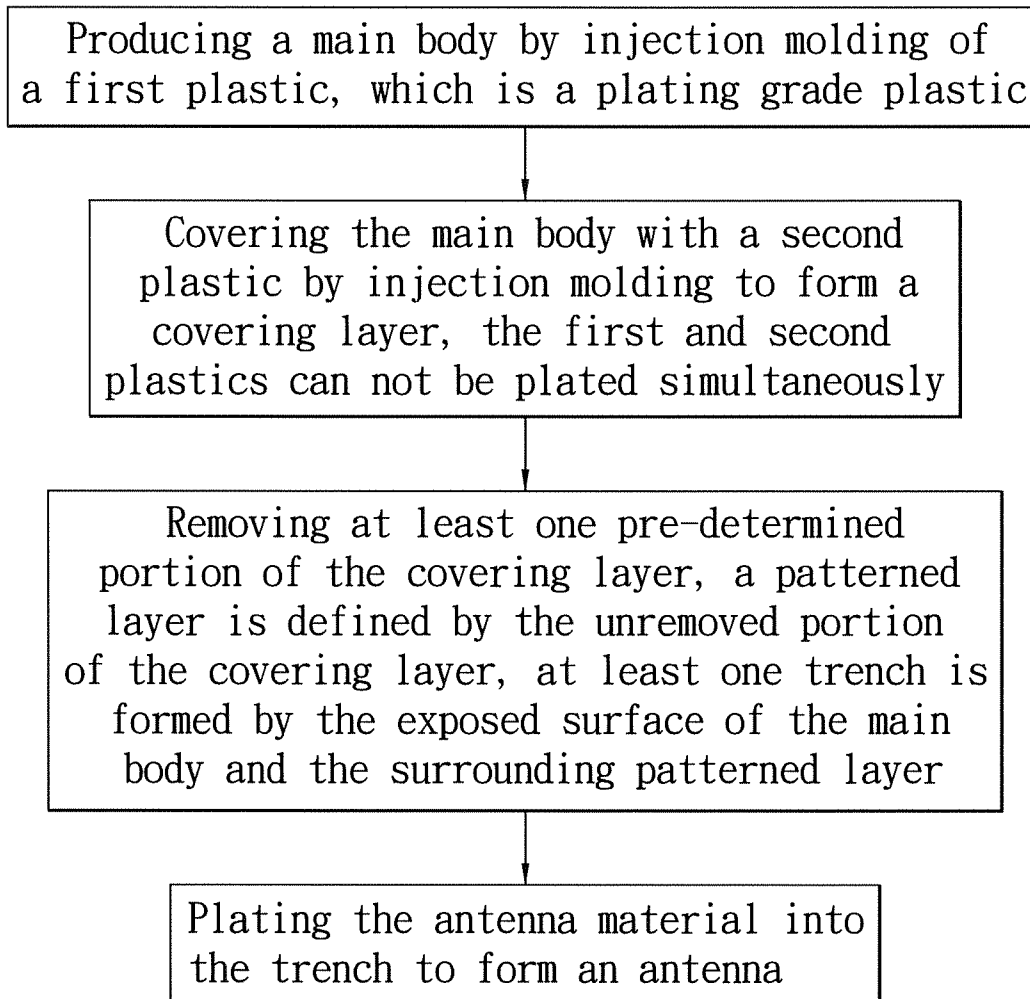 Producing a main body by injection molding of
a first plastic, which is a plating grade plastic
Covering the main body with a second
plastic by injection molding to form a
covering layer, the first and second
plastics can not be plated simultaneously
Removing at least one pre-determined
portion of the covering layer, a patterned
layer is defined by the unremoved portion
of the covering layer, at least one trench is
formed by the exposed surface of the main
body and the surrounding patterned layer
Plating the antenna material into
the trench to form an antenna